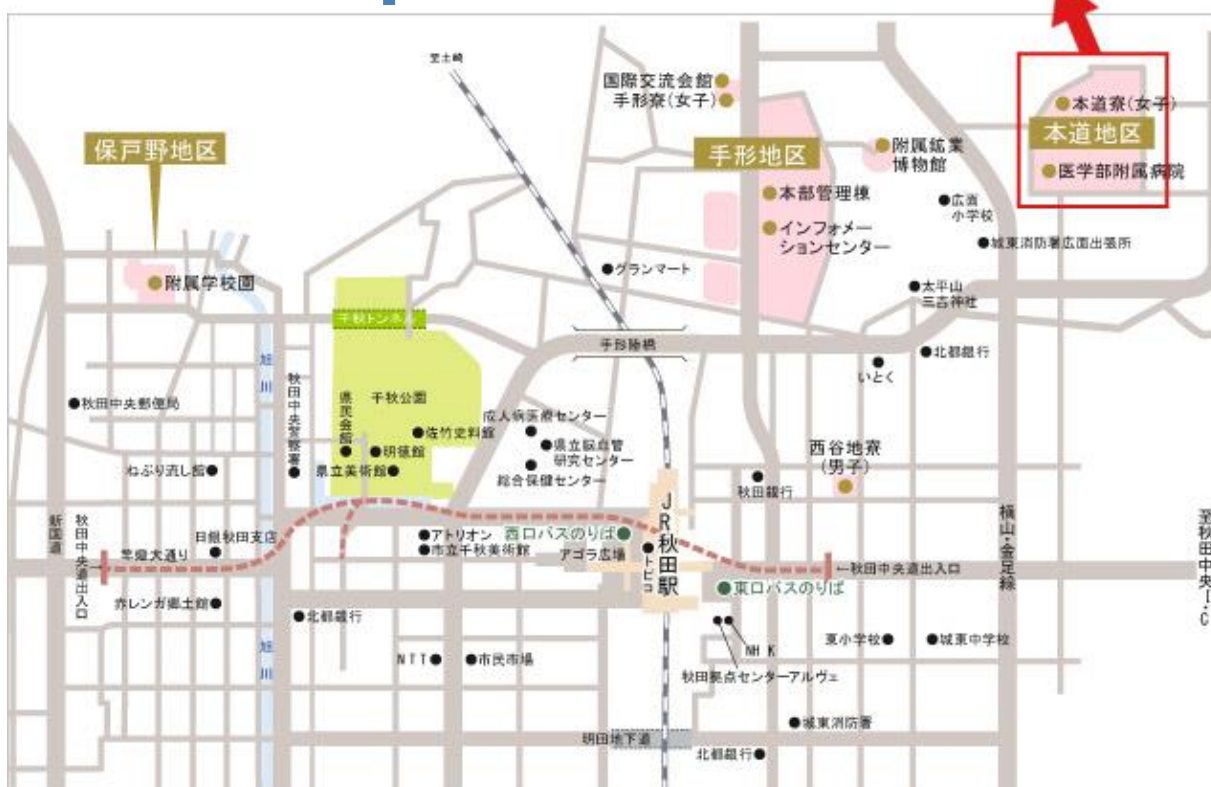 至土崎
国際交流会館
手形寮(女子)
本道寮(女子)
本道地区
医学部附属病院
保戸野地区
手形地区
附属鉱業
博物館
本部管理棟
インフォメー
ションセンター
広面
小学校
城東消防署広面出張所
附属学校園
グランマート
太平山
三吉神社
千秋トンネル
手形陸橋
北都銀行
いとく
旭川
秋田中央郵便局
秋田中央警察署
県民会館
千秋公園
佐竹史料館
明徳館
県立美術館
成人病医療センター
県立脳血管
研究センター
総合保健センター
西谷地寮
(男子)
ねぶり流し館
秋田銀行
新国道
秋田中央道出入口
竿燈大通り
日銀秋田支店
アトリオン
市立千秋美術館
西口バスのりば
アゴラ広場
トピコ
JR秋田駅
←秋田中央道出入口
横山・金足線
至秋田中央I・C
東口バスのりば
赤レンガ郷土館
北都銀行
旭川
NTT
市民市場
NHK
秋田拠点センターアルヴェ
東小学校
城東中学校
城東消防署
明田地下道
北都銀行